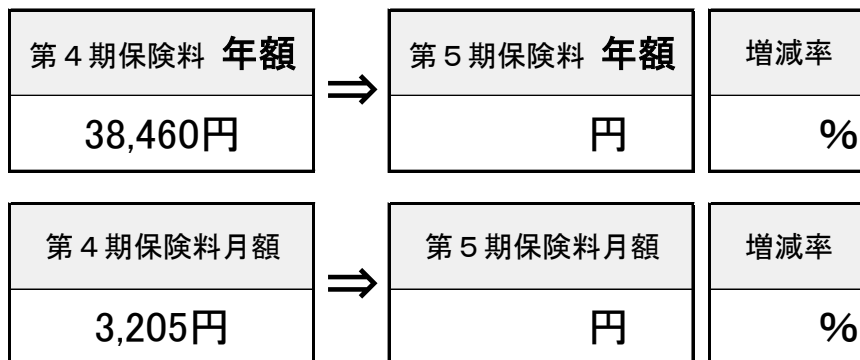 第４期保険料 年額 ⇒ 第５期保険料 年額 増減率
38,460円 円 %
第４期保険料月額 ⇒ 第５期保険料月額 増減率
3,205円 円 %